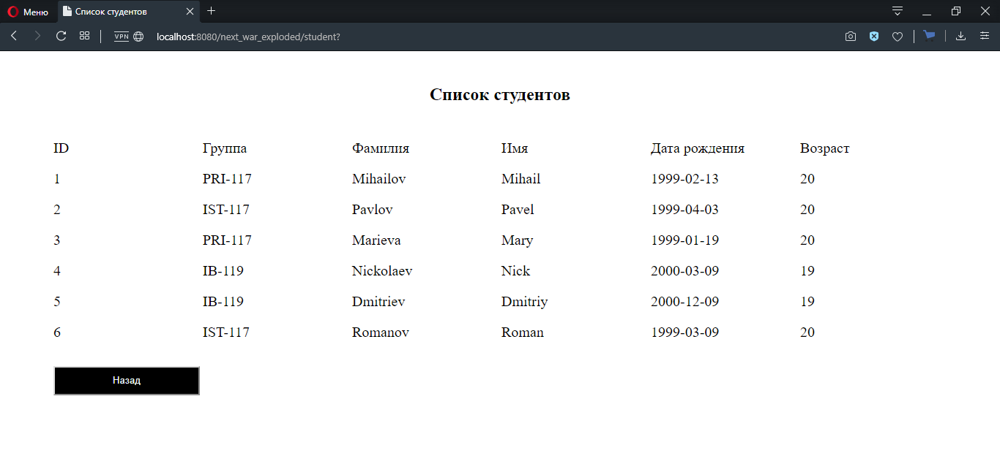 Меню Список студентов
VPN localhost:8080/next_war_exploded/student?
Список студентов
ID Группа Фамилия Имя Дата рождения Возраст
1 PRI-117 Mihailov Mihail 1999-02-13 20
2 IST-117 Pavlov Pavel 1999-04-03 20
3 PRI-117 Marieva Mary 1999-01-19 20
4 IB-119 Nickolaev Nick 2000-03-09 19
5 IB-119 Dmitriev Dmitriy 2000-12-09 19
6 IST-117 Romanov Roman 1999-03-09 20
Назад